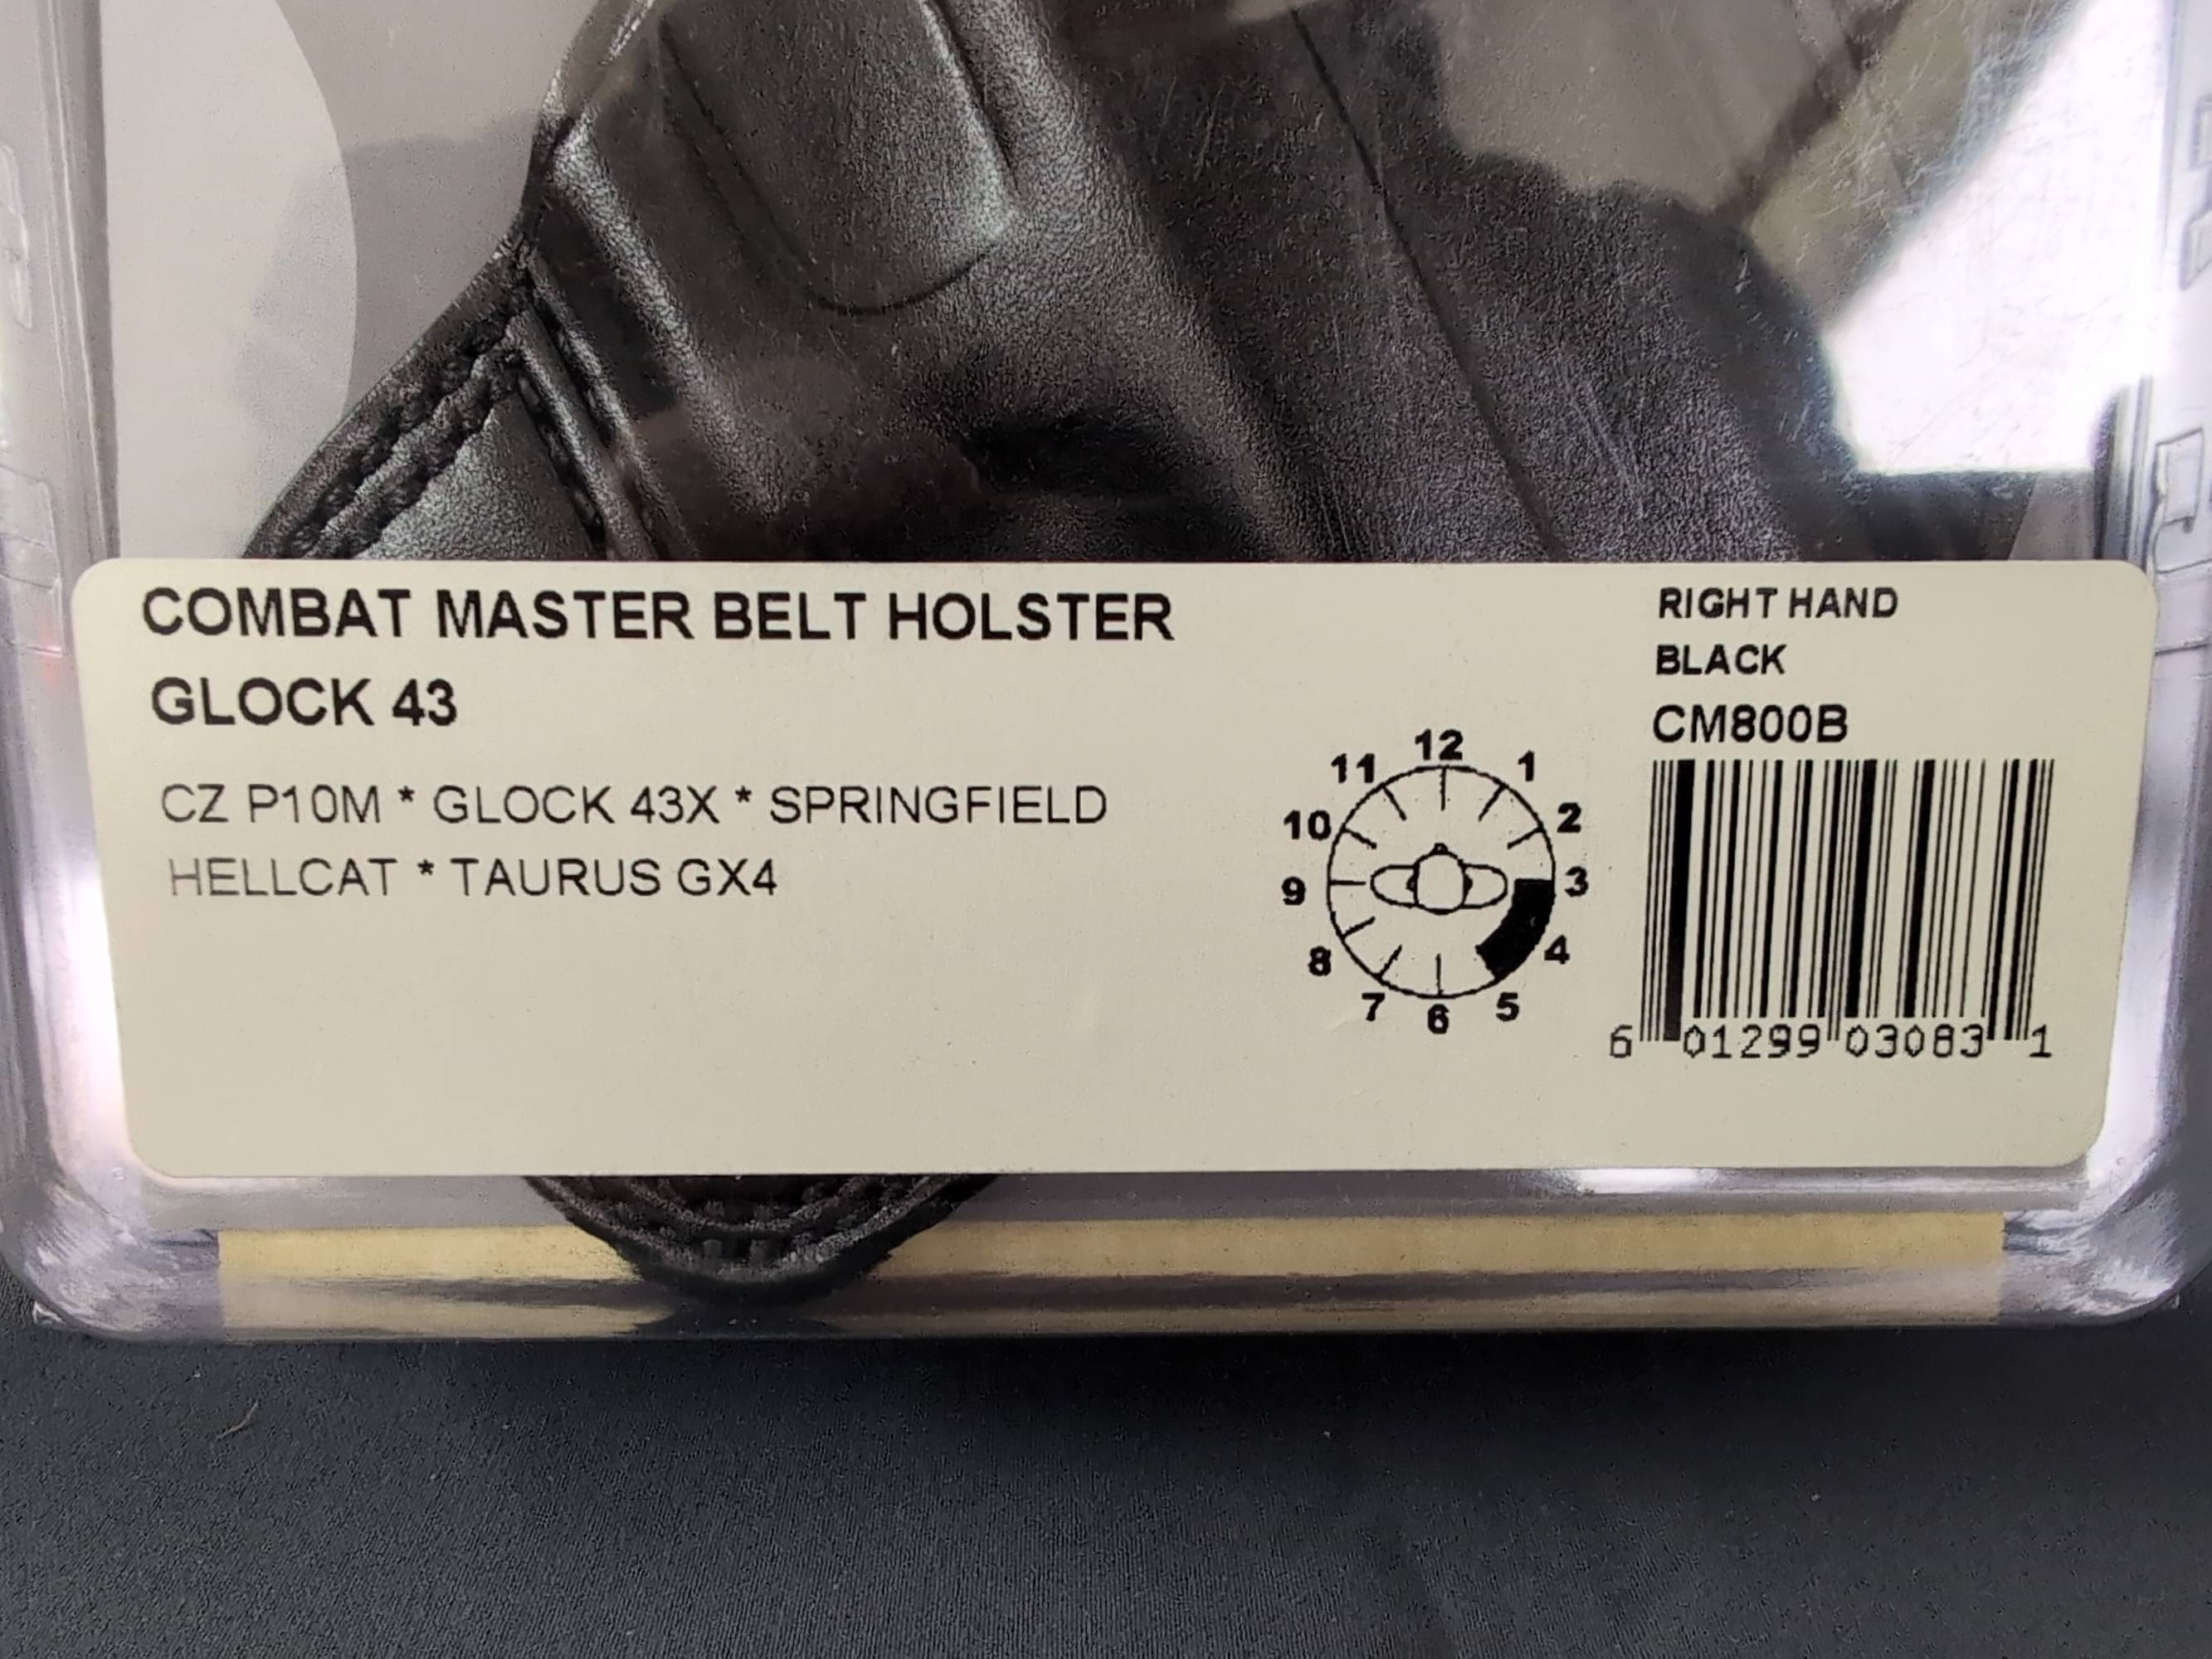 COMBAT MASTER BELT HOLSTER
GLOCK 43
CZ P10M * GLOCK 43X * SPRINGFIELD
HELLCAT * TAURUS GX4
RIGHT HAND
BLACK
CM800B
12
11 1
10 2
9 3
8 4
7 6 5
6 01299 03083 1